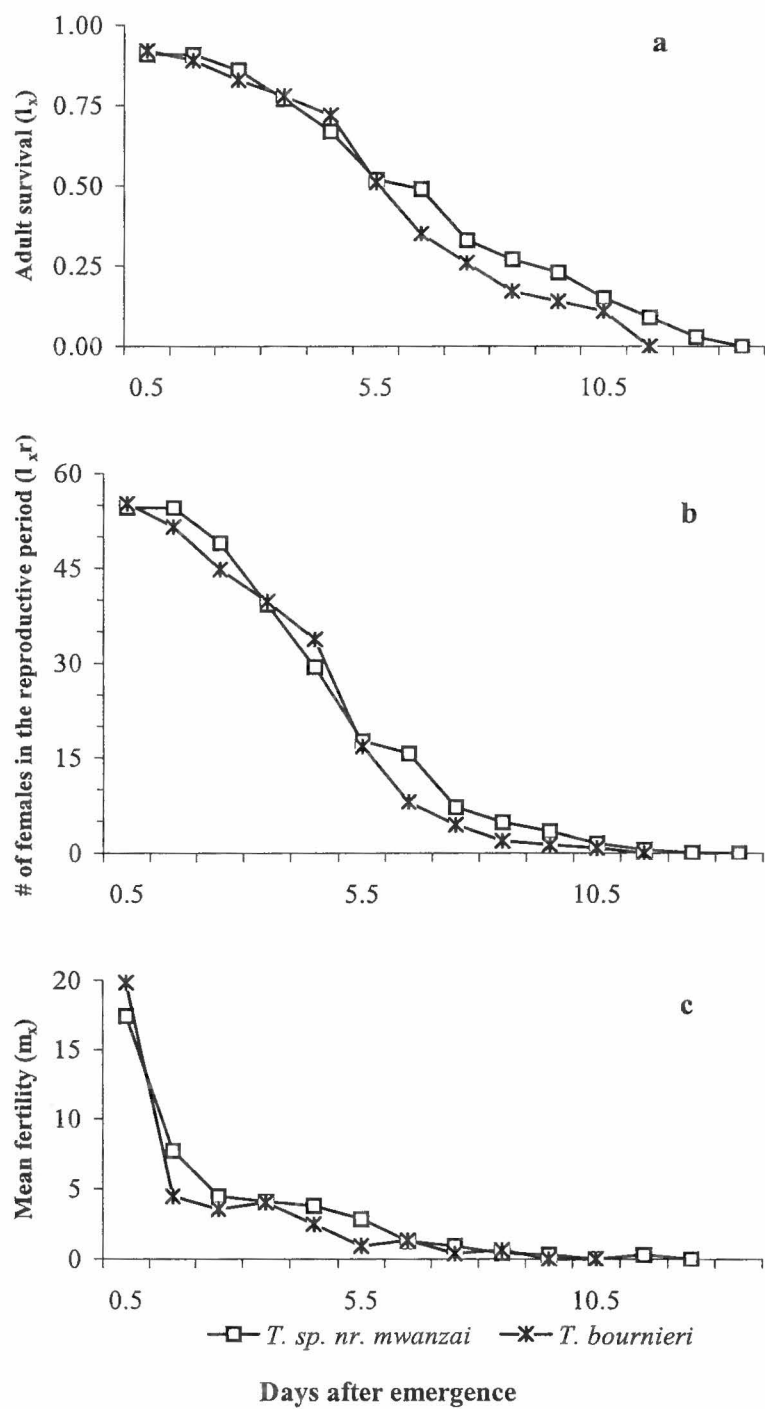 1.00
0.75
0.50
0.25
0.00
Adult survival (lx)
a
0.5 5.5 10.5
60
45
30
15
0
# of females in the reproductive period (l xr)
b
0.5 5.5 10.5
20
15
10
5
0
Mean fertility (mx)
c
0.5 5.5 10.5
T. sp. nr. mwanzai T. bournieri
Days after emergence